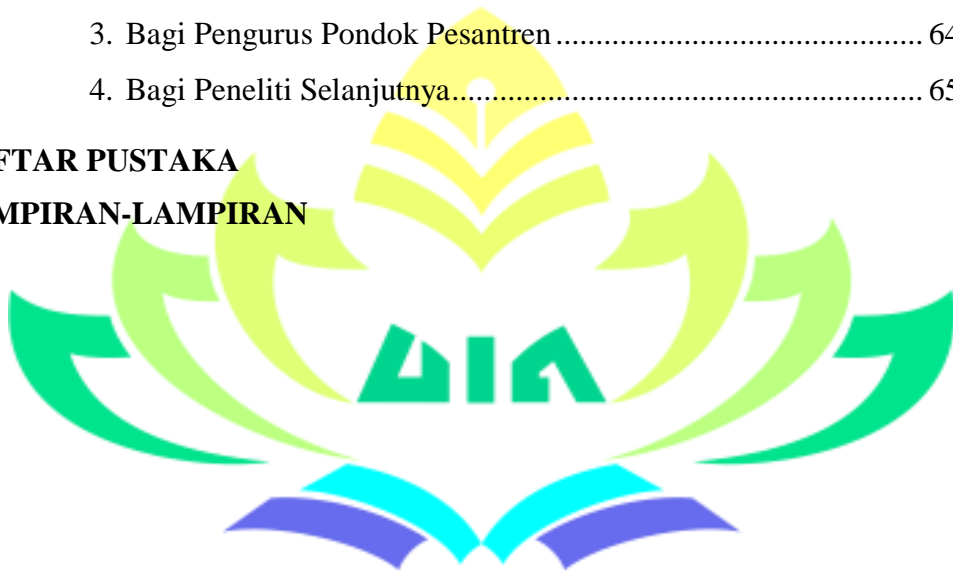 3. Bagi Pengurus Pondok Pesantren ........................................ 64
4. Bagi Peneliti Selanjutnya.................................................... 65
FTAR PUSTAKA
MPIRAN-LAMPIRAN